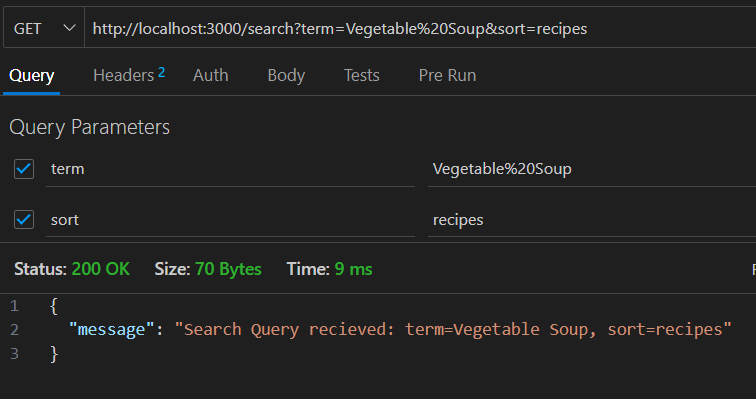 GET http://localhost:3000/search?term=Vegetable%20Soup&sort=recipes
Query Headers 2 Auth Body Tests Pre Run
Query Parameters
term Vegetable%20Soup
sort recipes
Status: 200 OK Size: 70 Bytes Time: 9 ms
1 {
2 "message": "Search Query recieved: term=Vegetable Soup, sort=recipes"
3 }